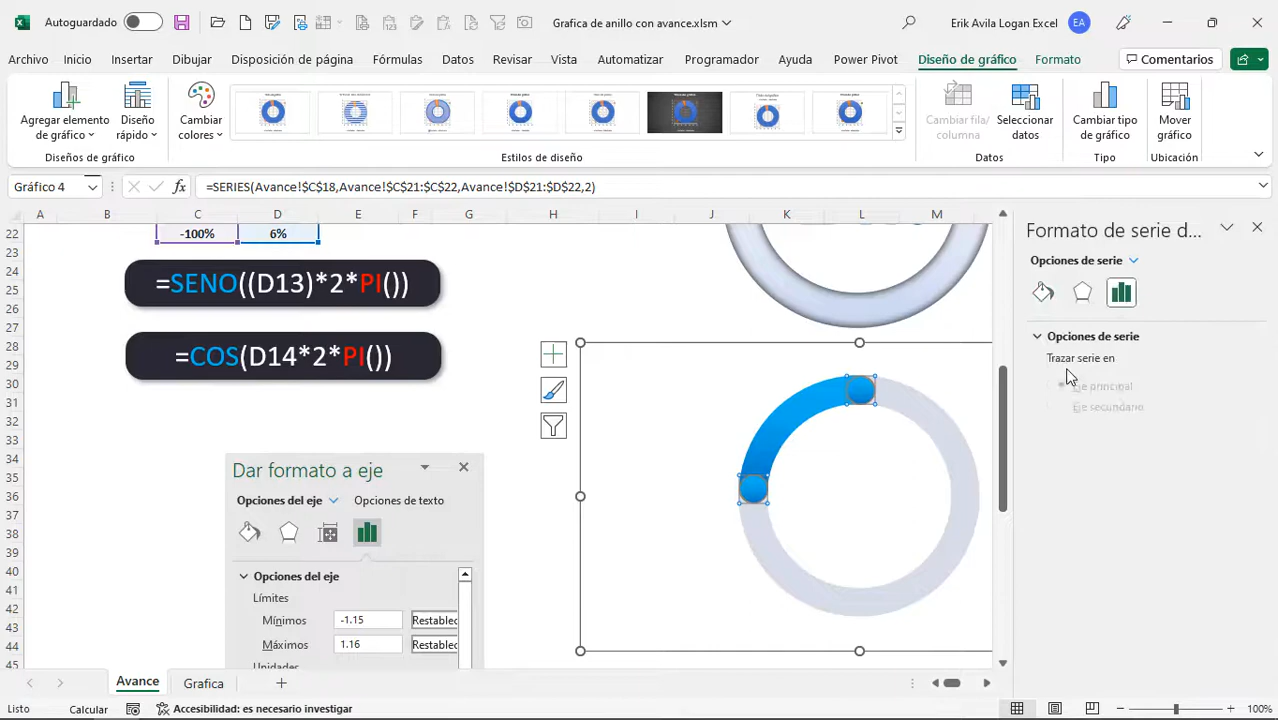 Autoguardado
Grafica de anillo con avance.xlsm
Erik Avila Logan Excel
EA
Archivo Inicio Insertar Dibujar Disposición de página Fórmulas Datos Revisar Vista Automatizar Programador Ayuda Power Pivot Diseño de gráfico Formato Comentarios
Agregar elemento de gráfico
Diseño rápido
Cambiar colores
Cambiar fila/columna
Seleccionar datos
Cambiar tipo de gráfico
Mover gráfico
Diseños de gráfico
Estilos de diseño
Datos
Tipo
Ubicación
Gráfico 4
fx
=SERIES(Avance!$C$18,Avance!$C$21:$C$22,Avance!$D$21:$D$22,2)
A B C D E F G H I J K L M
22 -100% 6%
23
24
=SENO((D13)*2*PI())
25
26
27
28
=COS(D14*2*PI())
29
30
31
32
33
34
35
36
37
38
39
40
41
42
43
44
45
Dar formato a eje
Opciones del eje Opciones de texto
Opciones del eje
Límites
Mínimos -1.15 Restablec
Máximos 1.16 Restablec
Unidades
Formato de serie d...
Opciones de serie
Opciones de serie
Trazar serie en
Eje principal
Eje secundario
Avance Grafica
Listo Calcular Accesibilidad: es necesario investigar
100%